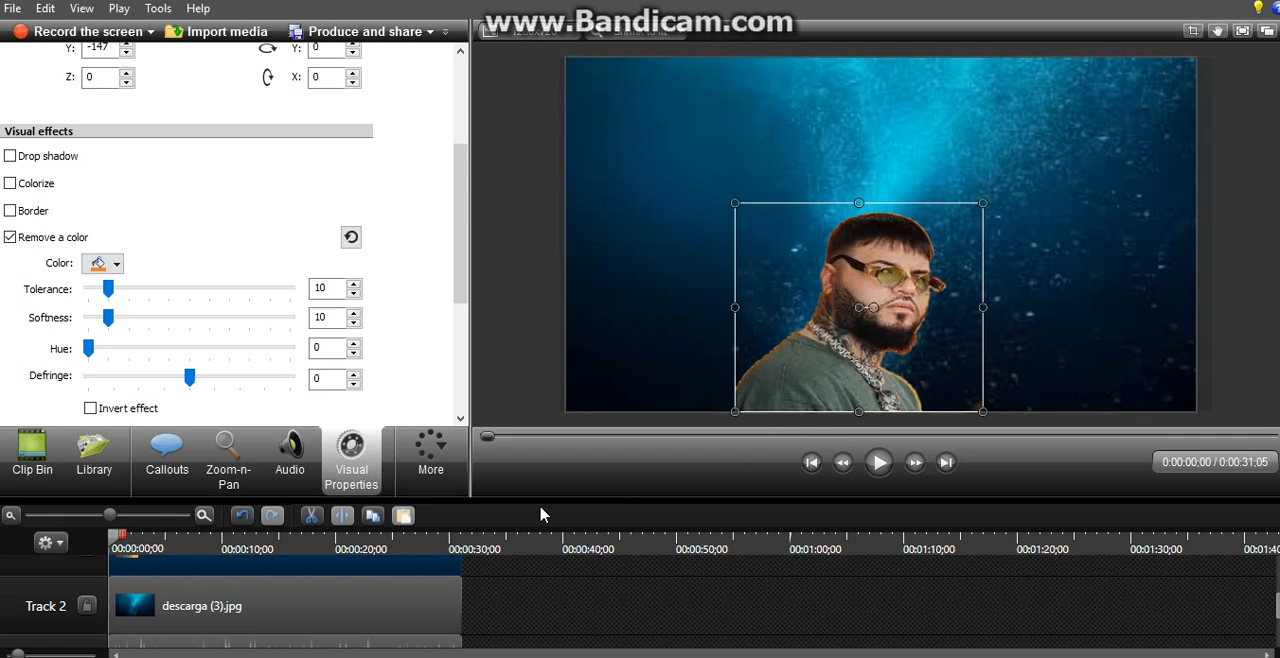 File Edit View Play Tools Help
www.Bandicam.com
Record the screen Import media Produce and share
Y: -147 Y: 0
Z: 0 X: 0
Visual effects
Drop shadow
Colorize
Border
Remove a color
Color:
Tolerance: 10
Softness: 10
Hue: 0
Defringe: 0
Invert effect
Clip Bin Library Callouts Zoom-n-Pan Audio Visual Properties More
0:00:00;00 / 0:00:31;05
00:00:00;00 00:00:10;00 00:00:20;00 00:00:30;00 00:00:40;00 00:00:50;00 00:01:00;00 00:01:10;00 00:01:20;00 00:01:30;00 00:01:40
Track 2 descarga (3).jpg